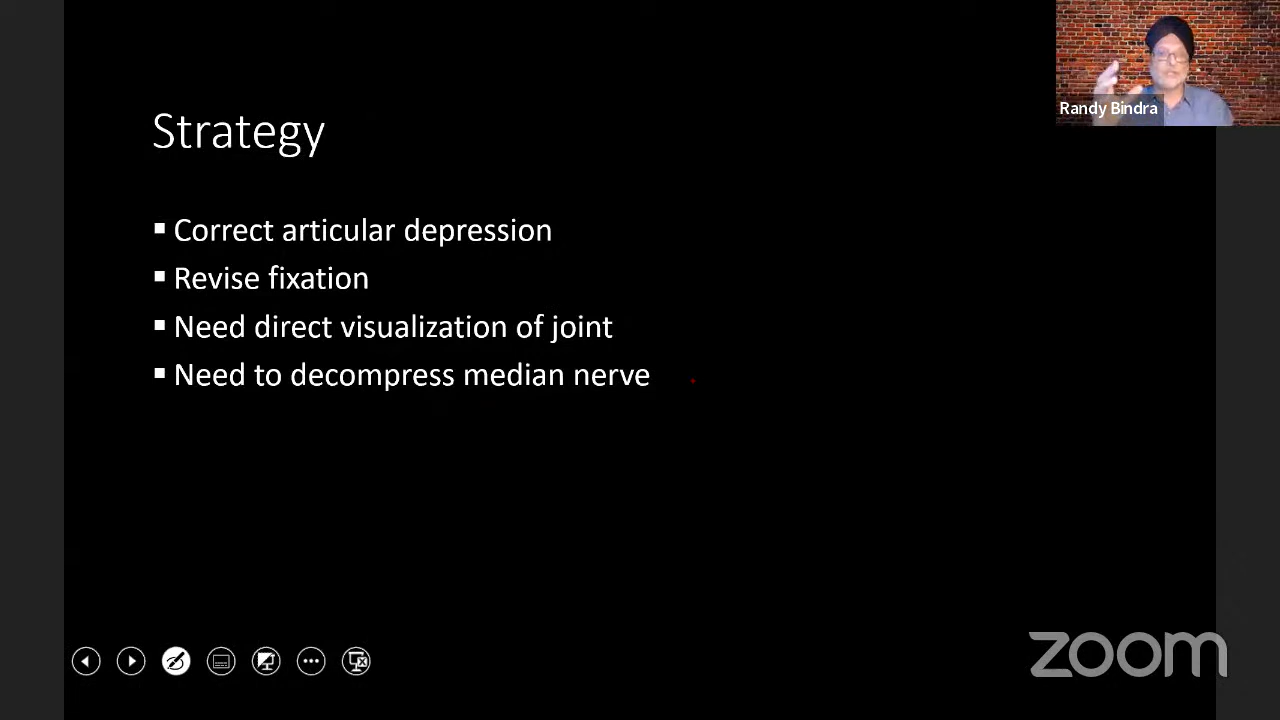 Randy Bindra
Strategy
▪ Correct articular depression
▪ Revise fixation
▪ Need direct visualization of joint
▪ Need to decompress median nerve
zoom